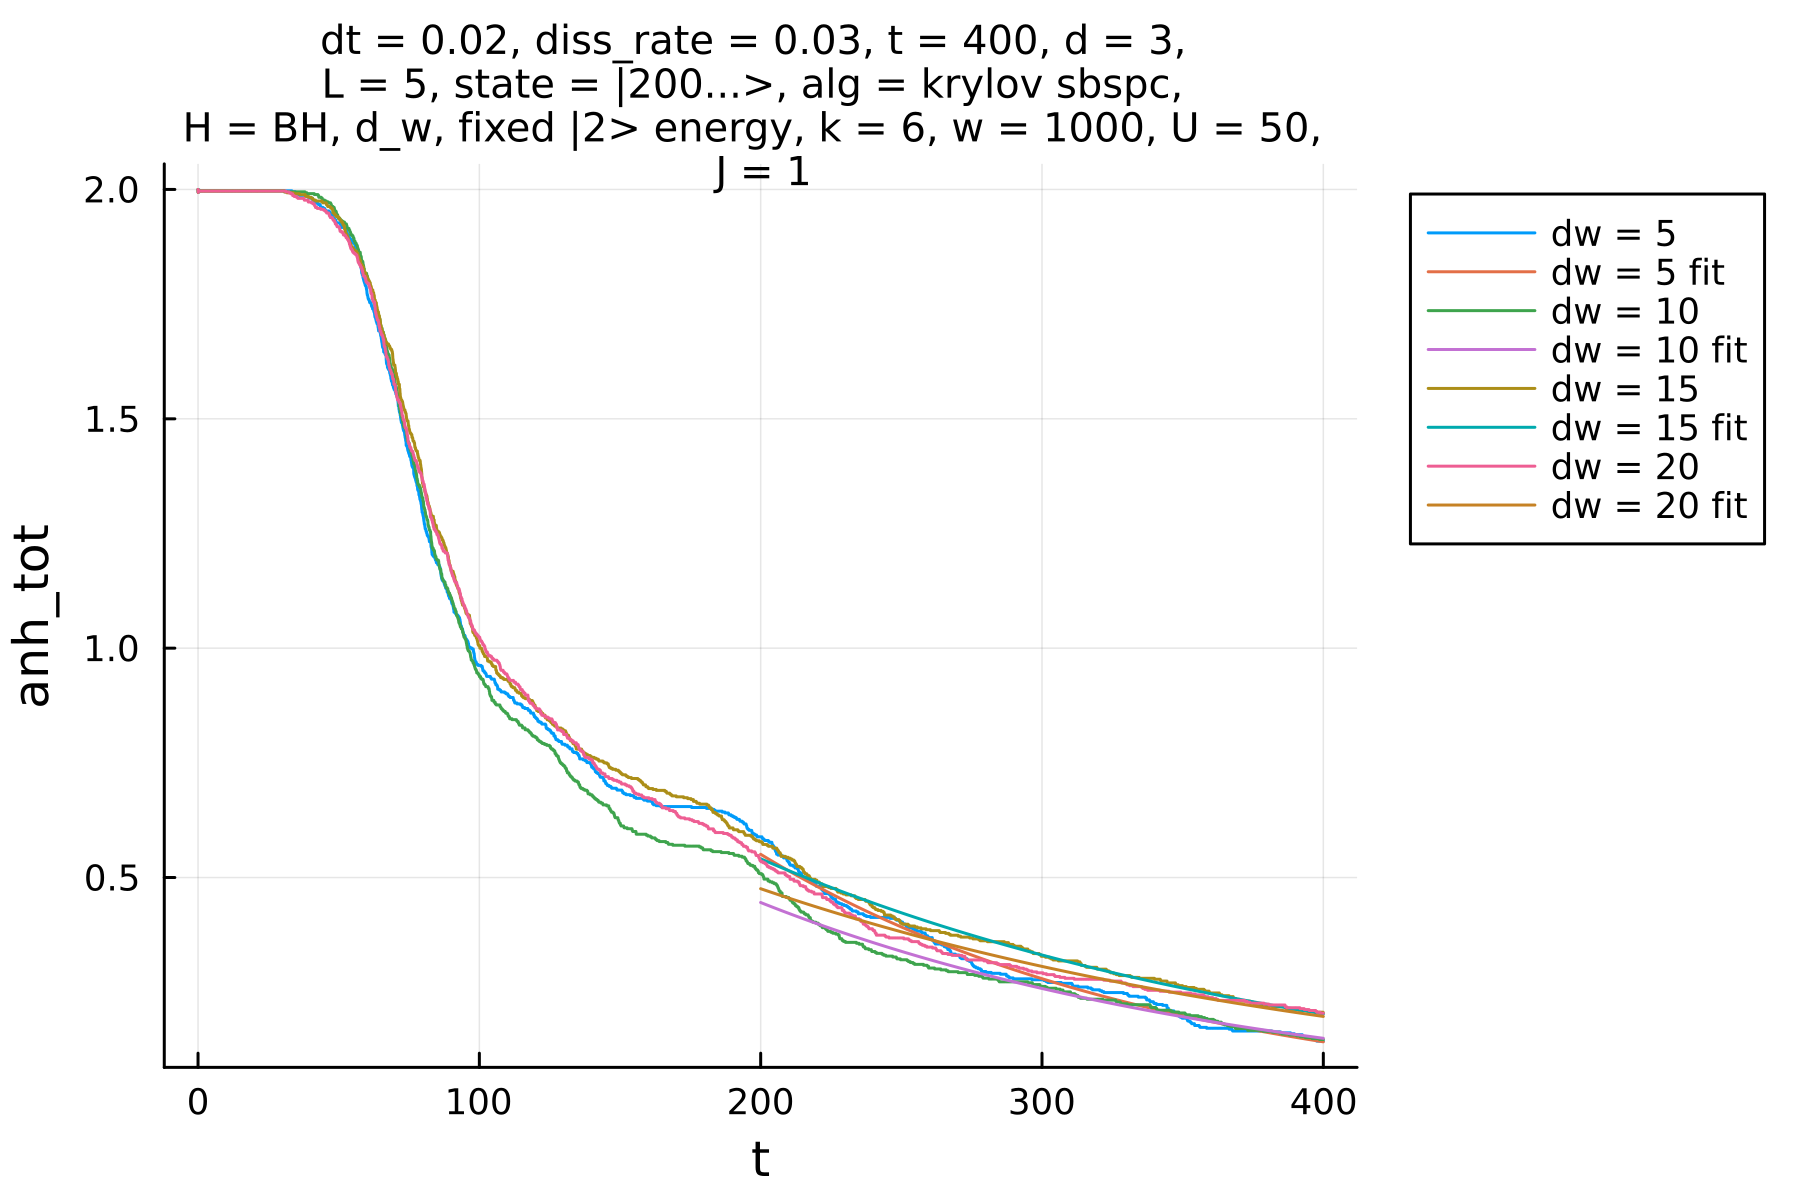 dt = 0.02, diss_rate = 0.03, t = 400, d = 3,
L = 5, state = |200...>, alg = krylov sbspc,
H = BH, d_w, fixed |2> energy, k = 6, w = 1000, U = 50,
J = 1
2.0
1.5
1.0
0.5
anh_tot
0
100
200
300
400
t
dw = 5
dw = 5 fit
dw = 10
dw = 10 fit
dw = 15
dw = 15 fit
dw = 20
dw = 20 fit